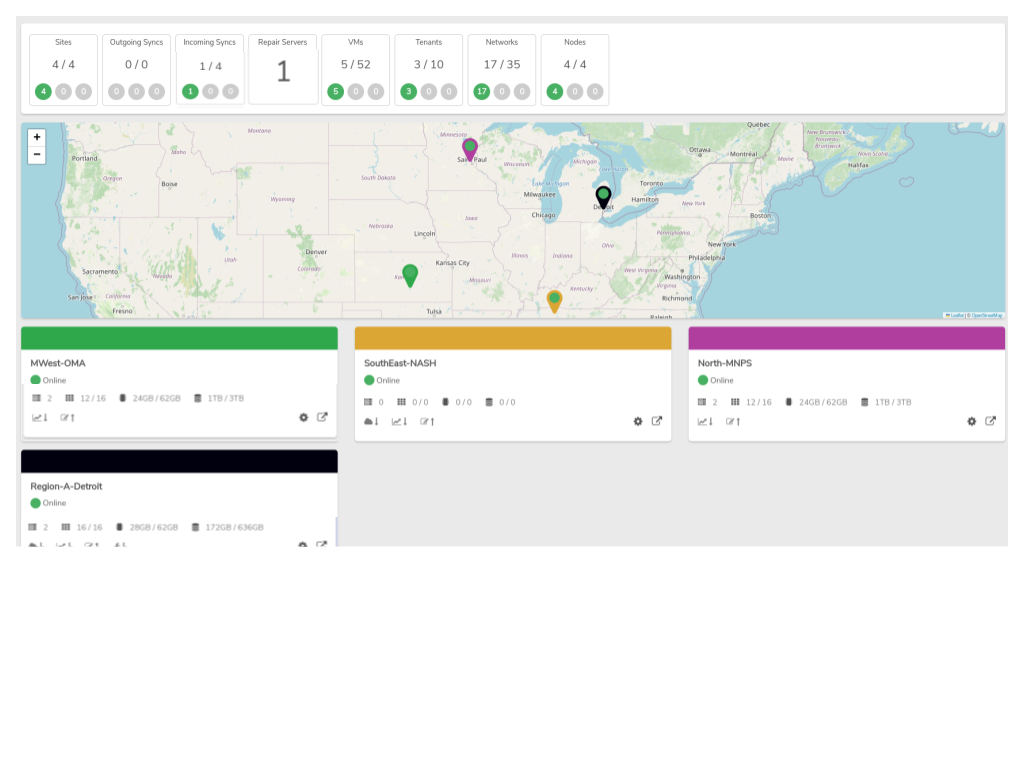 Sites
4 / 4
4 0 0
Outgoing Syncs
0 / 0
0 0 0
Incoming Syncs
1 / 4
1 0 0
Repair Servers
1
VMs
5 / 52
5 0 0
Tenants
3 / 10
3 0 0
Networks
17 / 35
17 0 0
Nodes
4 / 4
4 0 0
+
−
Montana
Minnesota
Québec
New Brunswick / Nouveau-Brunswick
Nova Scotia
Halifax
Portland
Idaho
Ottawa
Montréal
Maine
Wisconsin
Michigan
Oregon
Boise
South Dakota
Lake Michigan
Toronto
Milwaukee
Hamilton
New York
Wyoming
Chicago
Iowa
Boston
Nebraska
Lincoln
Pennsylvania
New York
Ohio
Denver
Utah
Illinois
Indiana
Philadelphia
Sacramento
Nevada
Colorado
Kansas City
West Virginia
Washington
Missouri
Kentucky
Virginia
San Jose
California
Richmond
Fresno
Tulsa
Raleigh
Leaflet | © OpenStreetMap
MWest-OMA
Online
2 12 / 16 24GB / 62GB 1TB / 3TB
SouthEast-NASH
Online
0 0 / 0 0 / 0 0 / 0
North-MNPS
Online
2 12 / 16 24GB / 62GB 1TB / 3TB
Region-A-Detroit
Online
2 16 / 16 28GB / 62GB 172GB / 636GB